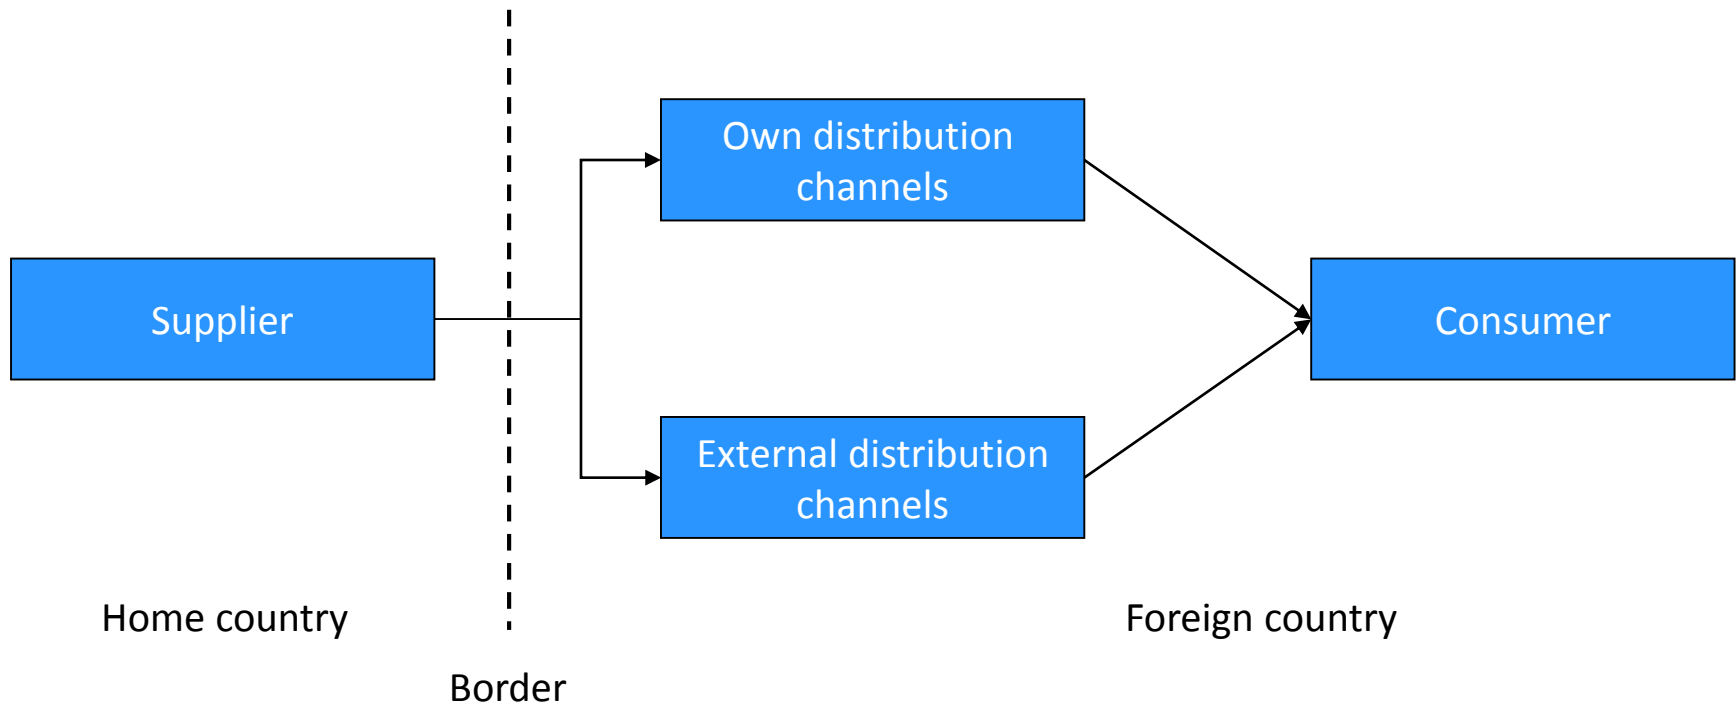 Own distribution
channels
Supplier
Consumer
External distribution
channels
Home country
Foreign country
Border